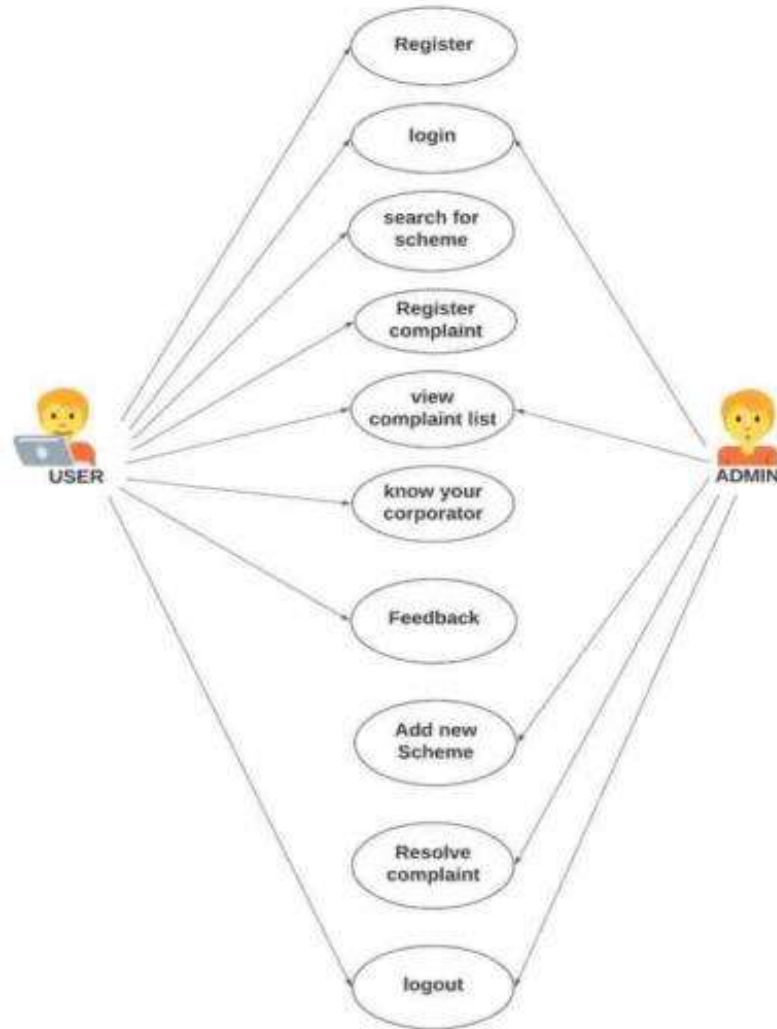 Register
login
search for
scheme
Register
complaint
view
complaint list
USER
ADMIN
know your
corporator
Feedback
Add new
Scheme
Resolve
complaint
logout